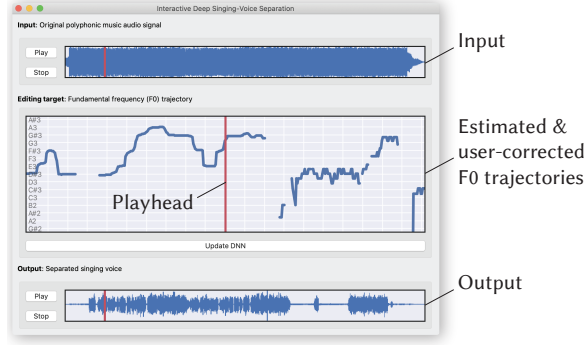 Interactive Deep Singing-Voice Separation
Input: Original polyphonic music audio signal
Play
Stop
Input
Editing target: Fundamental frequency (F0) trajectory
A#3
A3
G#3
G3
F#3
F3
E3
D#3
D3
C#3
C3
B2
A#2
A2
G#2
Playhead
Estimated &
user-corrected
F0 trajectories
Update DNN
Output: Separated singing voice
Play
Stop
Output